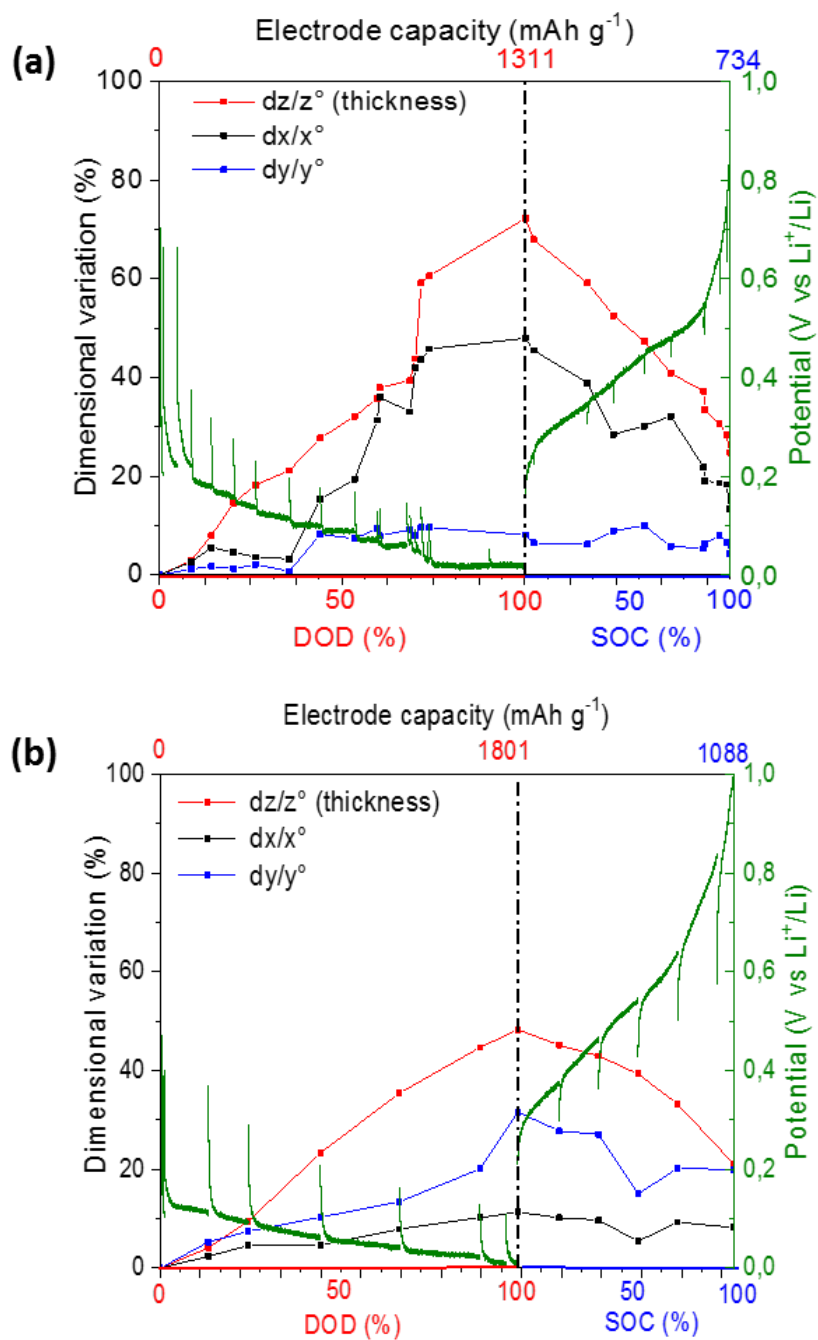 Electrode capacity (mAh g⁻¹)
(a)
0 1311 734
100 1,0
dz/z° (thickness)
dx/x°
dy/y°
80 0,8
60 0,6
40 0,4
20 0,2
0 0,0
Dimensional variation (%)
Potential (V vs Li⁺/Li)
0 50 100 50 100
DOD (%) SOC (%)
Electrode capacity (mAh g⁻¹)
(b)
0 1801 1088
100 1,0
dz/z° (thickness)
dx/x°
dy/y°
80 0,8
60 0,6
40 0,4
20 0,2
0 0,0
Dimensional variation (%)
Potential (V vs Li⁺/Li)
0 50 100 50 100
DOD (%) SOC (%)